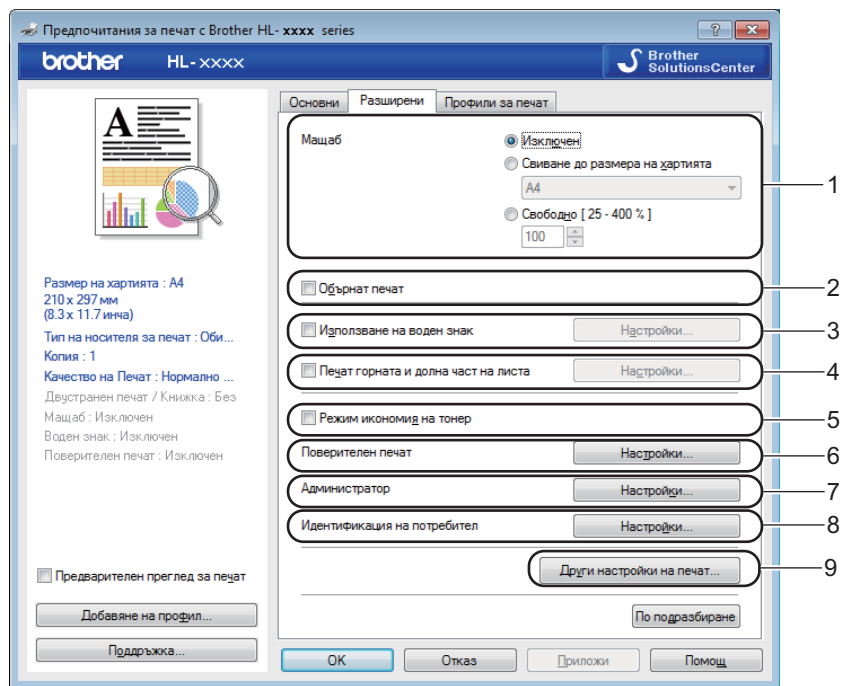 Предпочитания за печат с Brother HL- xxxx series
brother HL-xxxx
Brother
SolutionsCenter
Основни Разширени Профили за печат
Мащаб
Изключен
Свиване до размера на хартията
A4
Свободно [ 25 - 400 % ]
100
1
Обърнат печат
2
Използване на воден знак Настройки...
3
Печат горната и долна част на листа Настройки...
4
Режим икономия на тонер
5
Поверителен печат Настройки...
6
Администратор Настройки...
7
Идентификация на потребител Настройки...
8
Други настройки на печат...
9
По подразбиране
A
Размер на хартията : A4
210 x 297 мм
(8.3 x 11.7 инча)
Тип на носителя за печат : Оби...
Копия : 1
Качество на Печат : Нормално ...
Двустранен печат / Книжка : Без
Мащаб : Изключен
Воден знак : Изключен
Поверителен печат : Изключен
Предварителен преглед за печат
Добавяне на профил...
Поддръжка...
OK Отказ Приложи Помощ